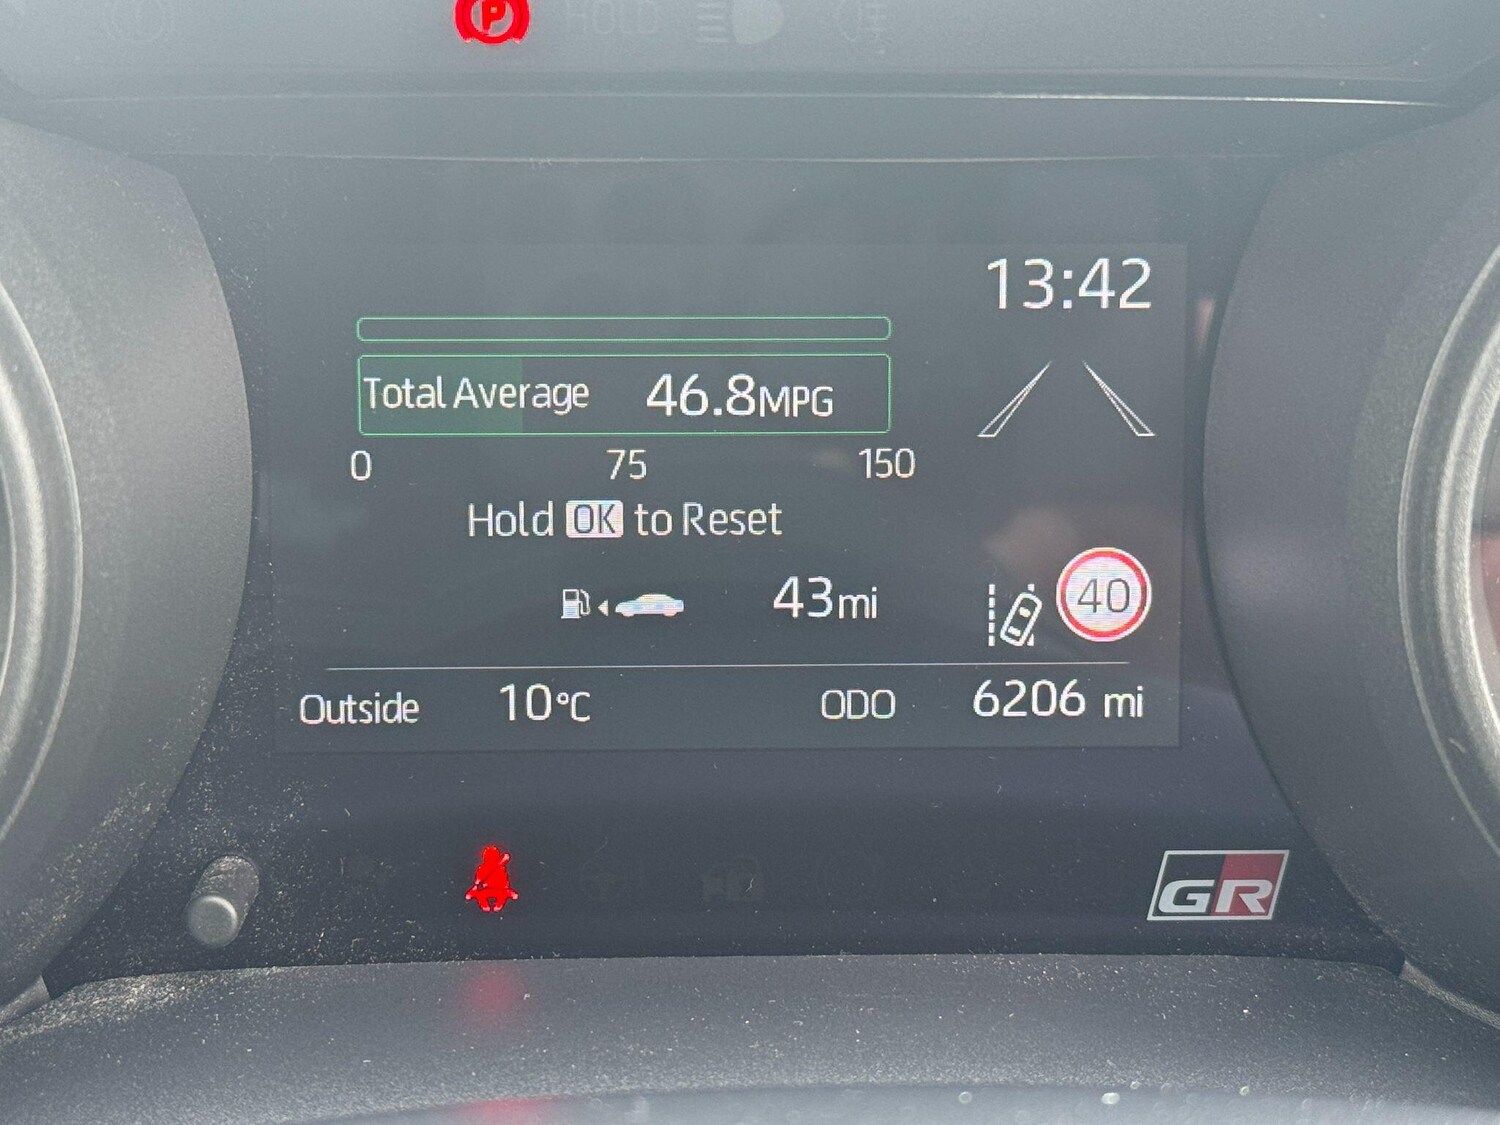 P HOLD
13:42
Total Average 46.8MPG
0 75 150
Hold OK to Reset
43mi
40
Outside 10°C ODO 6206 mi
GR